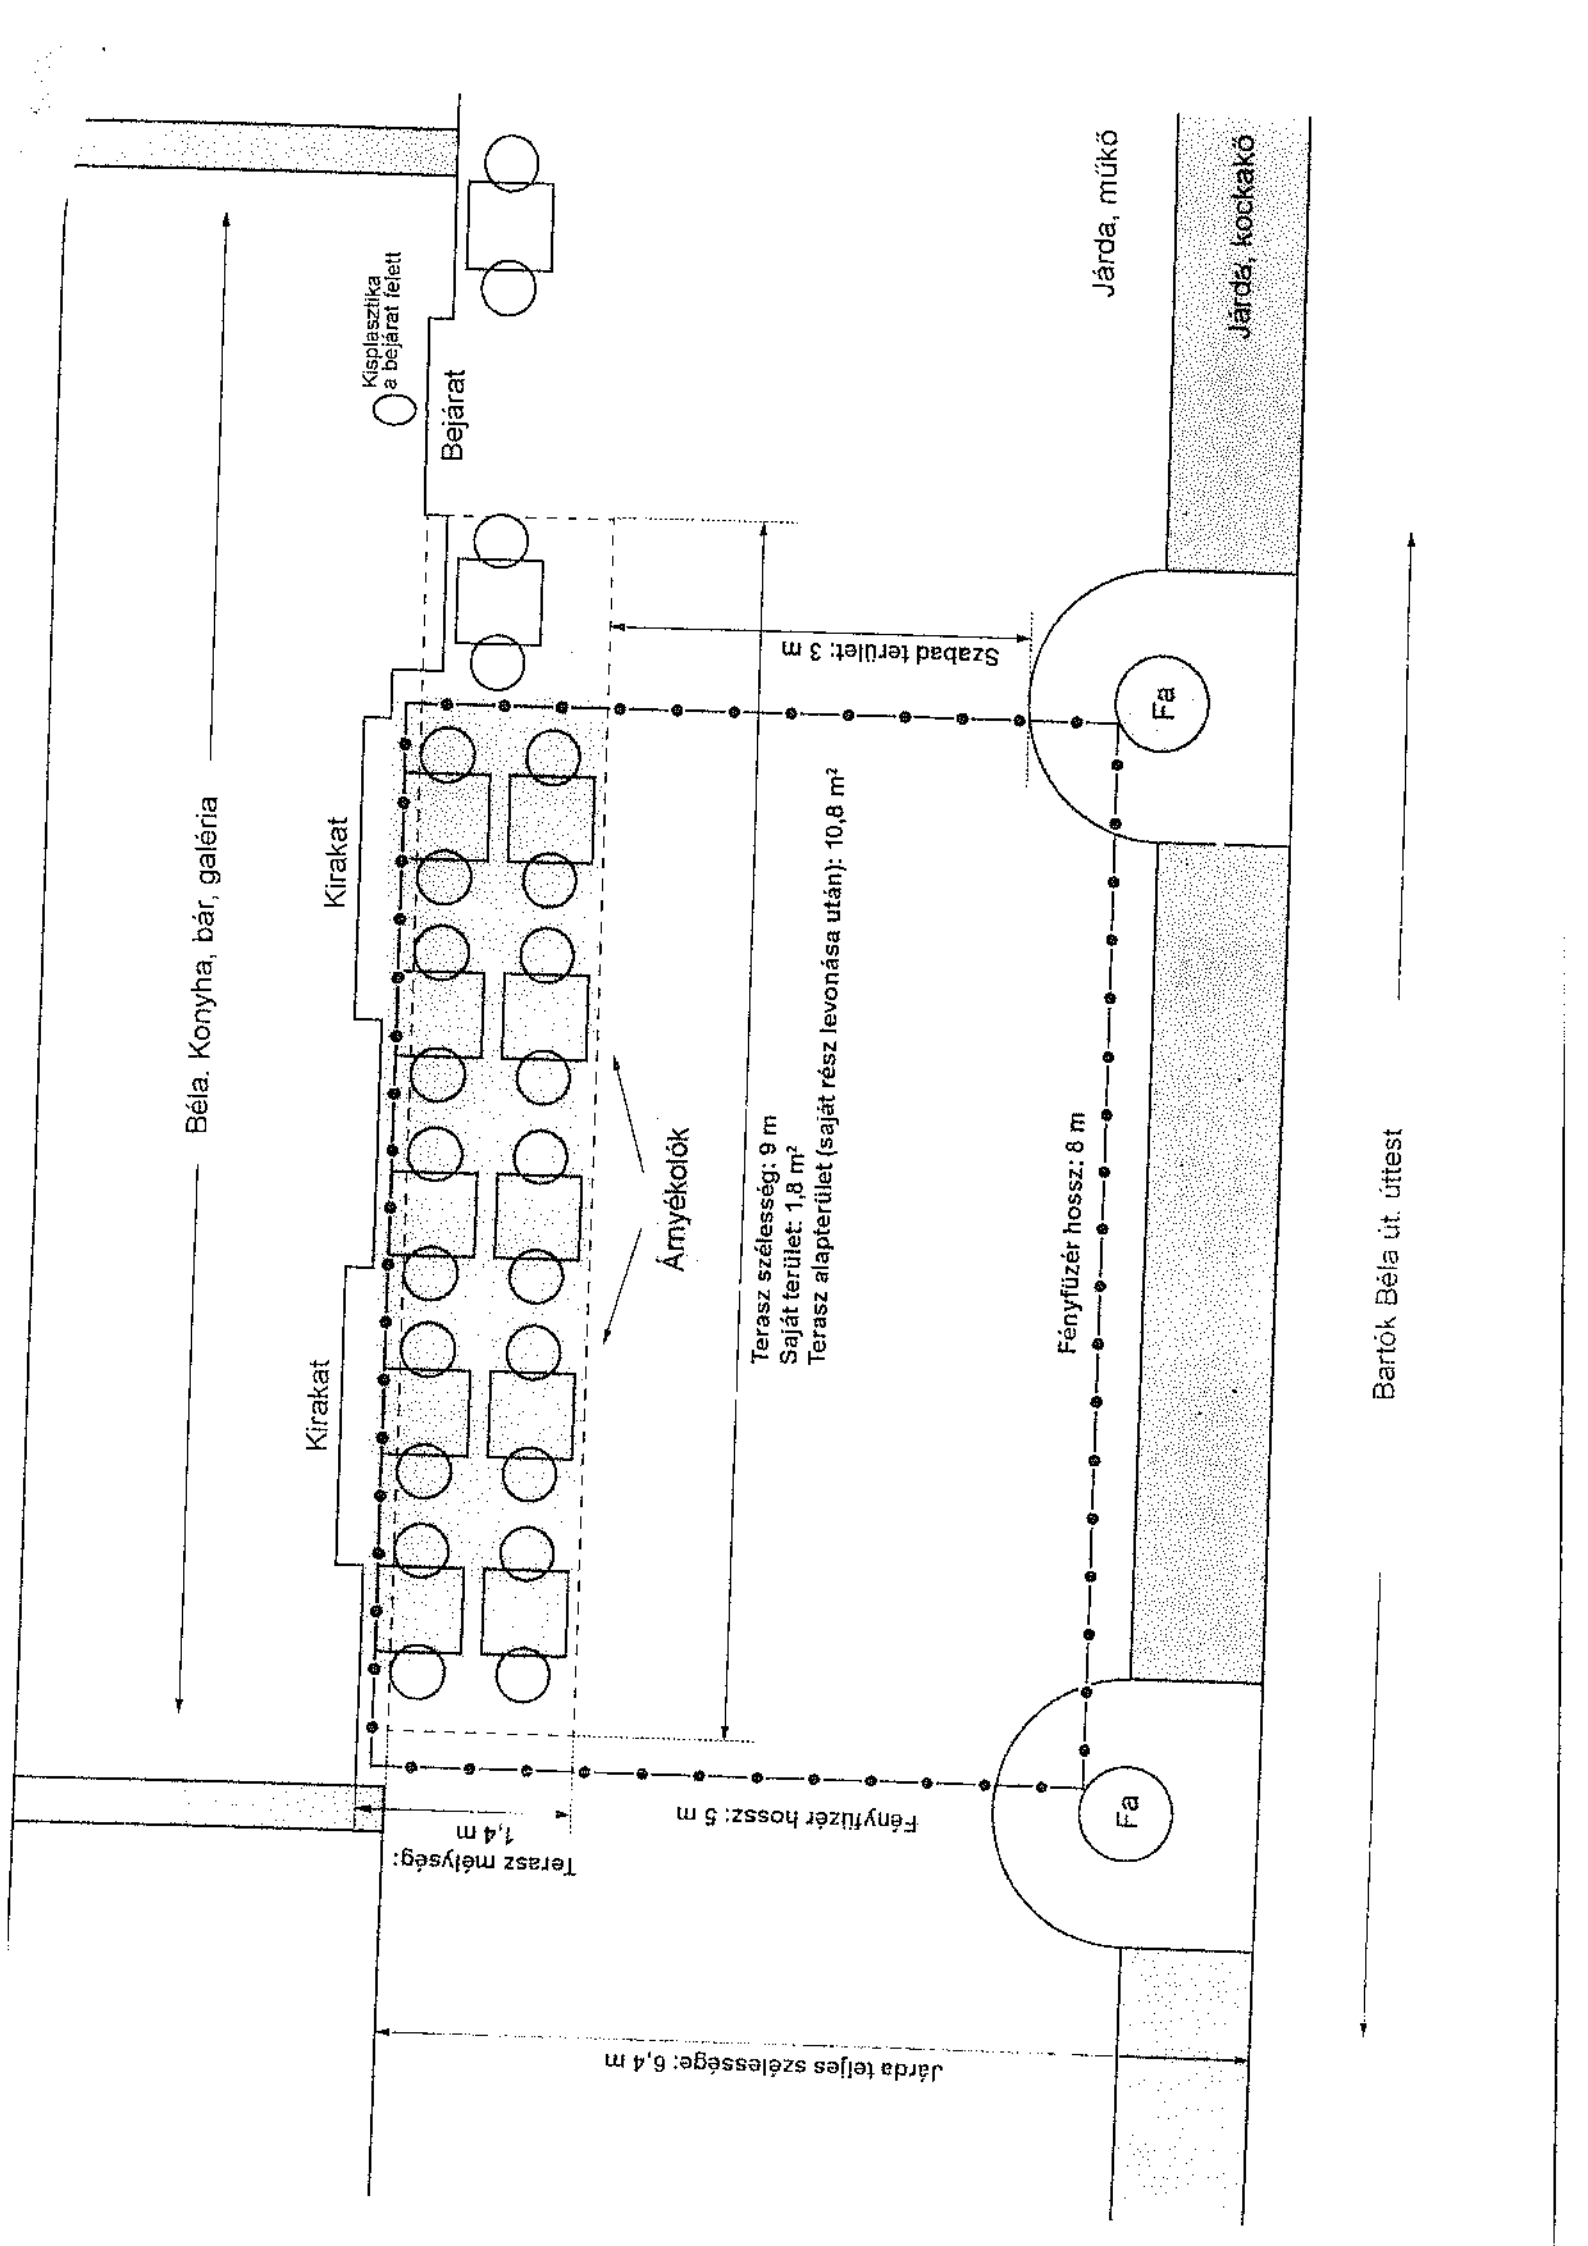 Béla. Konyha, bár, galéria
Kirakat
Kirakat
Kisplasztika
a bejárat felett
Bejárat
Terasz mélység:
1,4 m
Árnyékolók
Terasz szélesség: 9 m
Saját terület: 1,8 m²
Terasz alapterület (saját rész levonása után): 10,8 m²
Szabad terület: 3 m
Fényfüzér hossz: 5 m
Fényfüzér hossz: 8 m
Járda teljes szélessége: 6,4 m
Fa
Fa
Járda, műkó
Járda, kockakő
Bartók Béla út. úttest